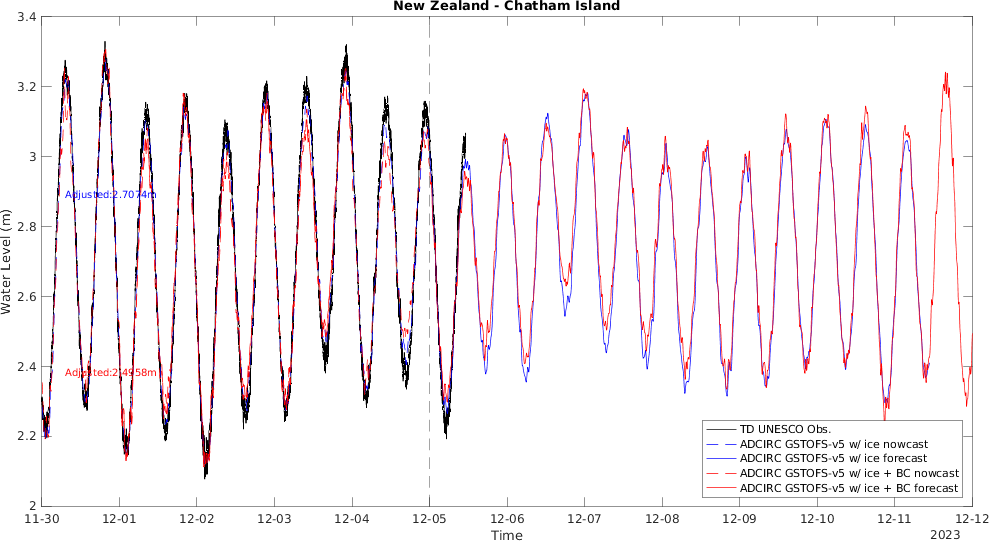 New Zealand - Chatham Island
Water Level (m)
3.4
3.2
3
2.8
2.6
2.4
2.2
2
Adjusted:2.7074m
Adjusted:2.4958m
TD UNESCO Obs.
ADCIRC GSTOFS-v5 w/ ice nowcast
ADCIRC GSTOFS-v5 w/ ice forecast
ADCIRC GSTOFS-v5 w/ ice + BC nowcast
ADCIRC GSTOFS-v5 w/ ice + BC forecast
11-30 12-01 12-02 12-03 12-04 12-05 12-06 12-07 12-08 12-09 12-10 12-11 12-12
Time
2023